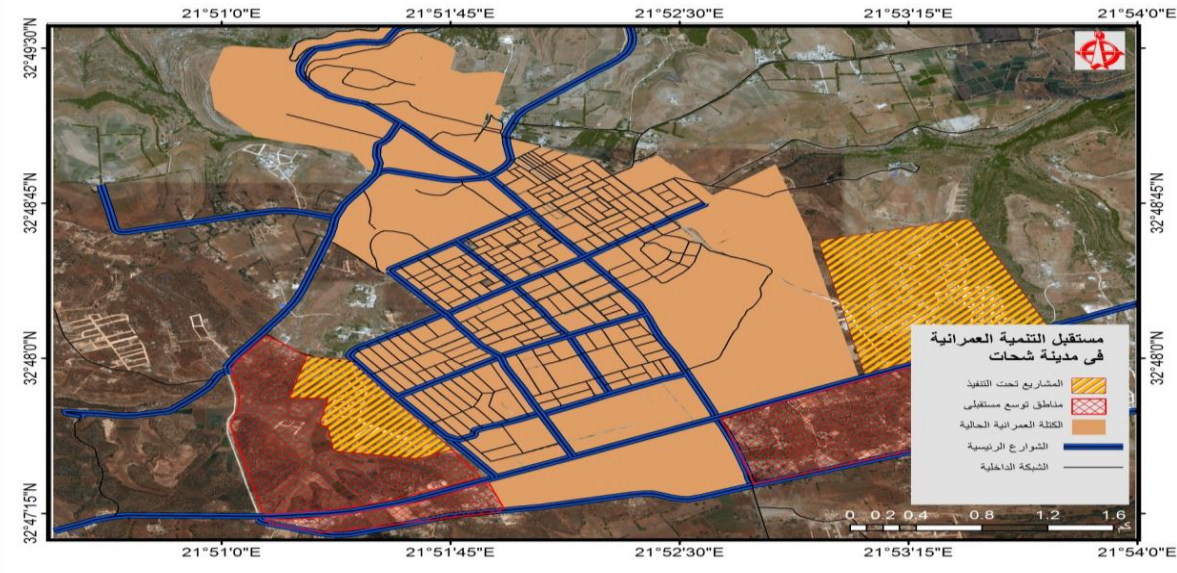 21°51'0"E 21°51'45"E 21°52'30"E 21°53'15"E 21°54'0"E
32°49'30"N
32°48'45"N 32°48'45"N
32°48'0"N 32°48'0"N
32°47'15"N
مستقبل التنمية العمرانية
فى مدينة شحات
المشاريع تحت التنفيذ
مناطق توسع مستقبلى
الكتلة العمرانية الحالية
الشوارع الرئيسية
الشبكة الداخلية
0 0.2 0.4 0.8 1.2 1.6
كم
21°51'0"E 21°51'45"E 21°52'30"E 21°53'15"E 21°54'0"E